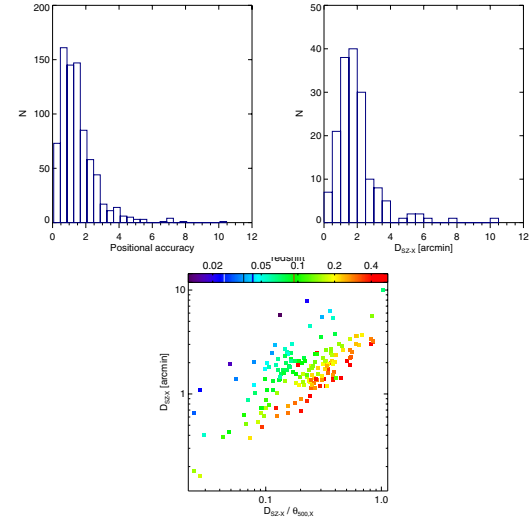 200
150
100
50
0
N
0 2 4 6 8 10 12
Positional accuracy
50
40
30
20
10
0
N
0 2 4 6 8 10 12
D_SZ-X [arcmin]
redshift
0.02 0.05 0.1 0.2 0.4
10
1
D_SZ-X [arcmin]
0.1 1.0
D_SZ-X / θ_500,X